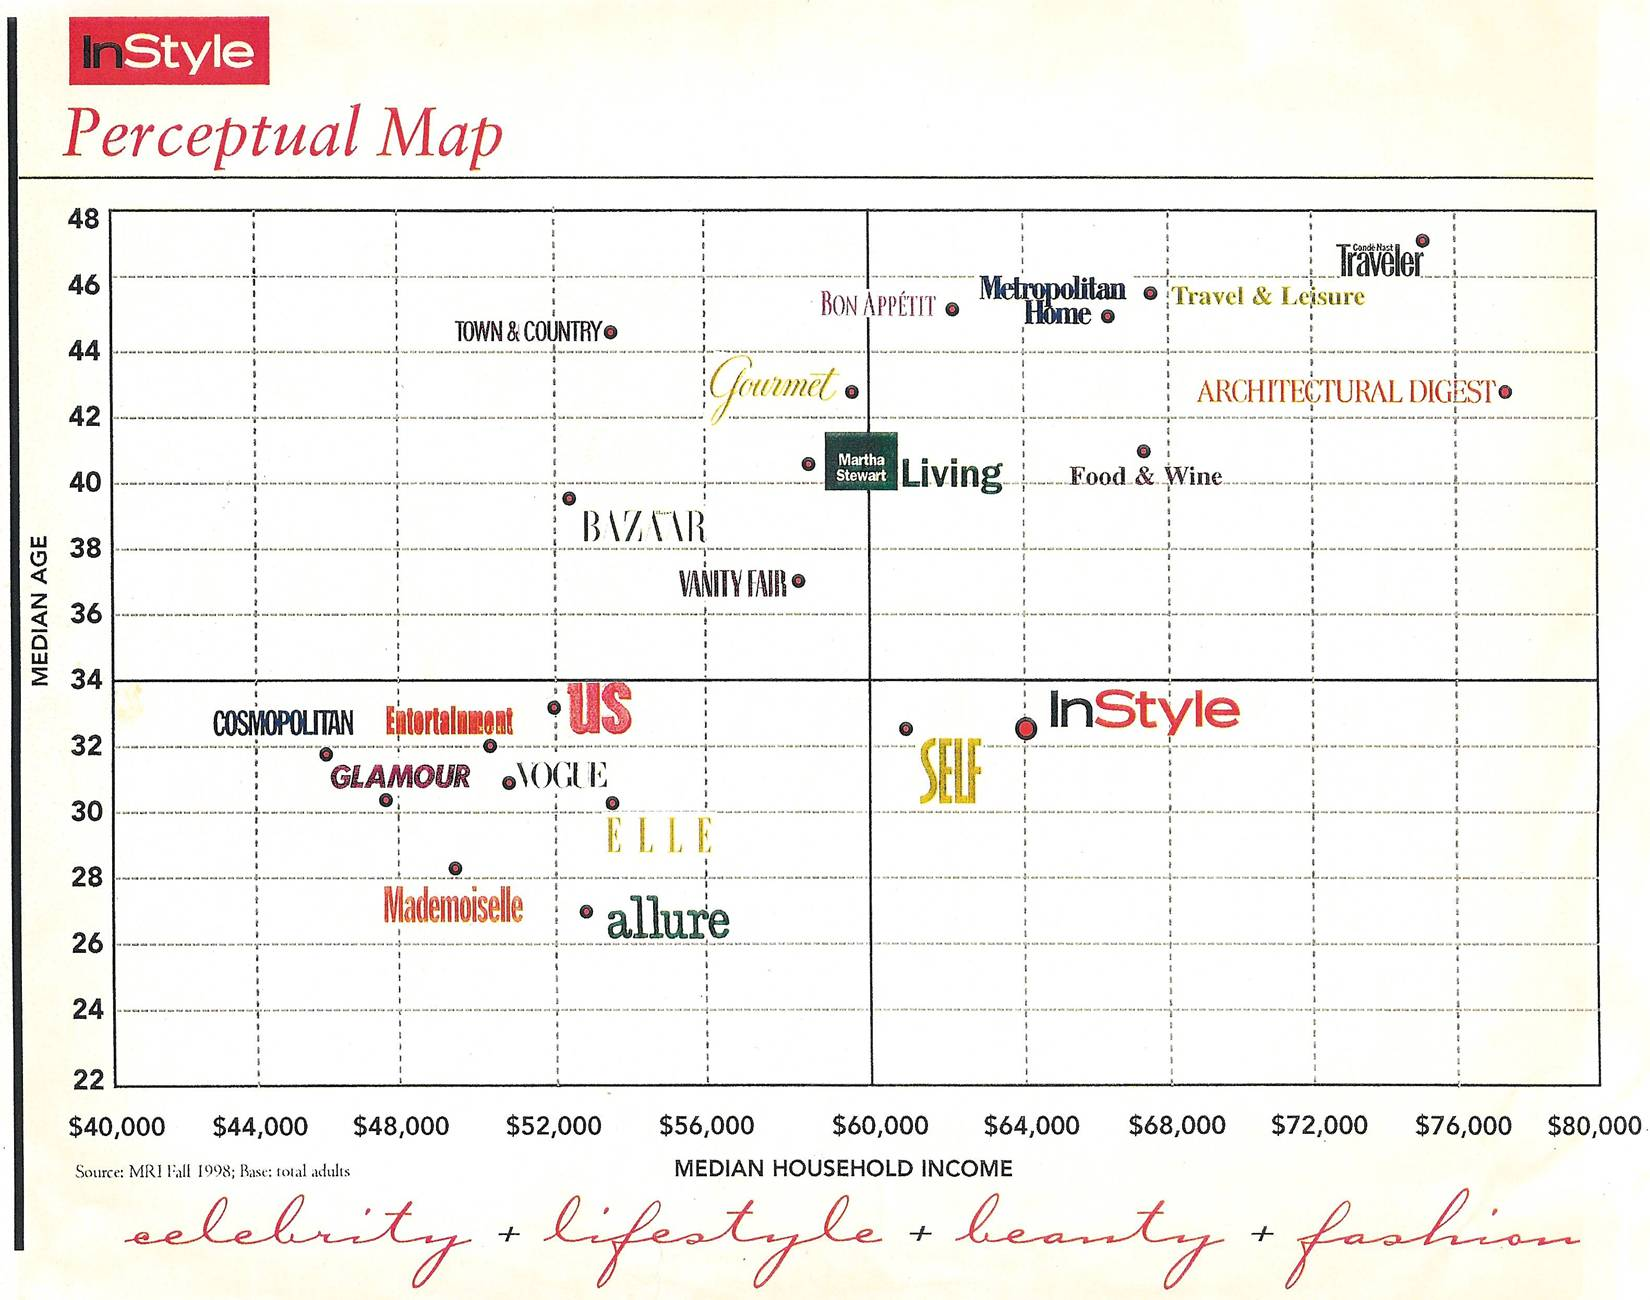 InStyle
Perceptual Map
48
Condé Nast
Traveler
46
Metropolitan
Home
Travel & Leisure
BON APPÉTIT
TOWN & COUNTRY
44
Gourmet
ARCHITECTURAL DIGEST
42
Martha
Stewart
Living
Food & Wine
40
BAZAAR
38
VANITY FAIR
36
MEDIAN AGE
34
COSMOPOLITAN
Entertainment
US
InStyle
32
SELF
GLAMOUR
VOGUE
30
ELLE
28
Mademoiselle
allure
26
24
22
$40,000 $44,000 $48,000 $52,000 $56,000 $60,000 $64,000 $68,000 $72,000 $76,000 $80,000
Source: MRI Fall 1998; Base: total adults
MEDIAN HOUSEHOLD INCOME
celebrity + lifestyle + beauty + fashion